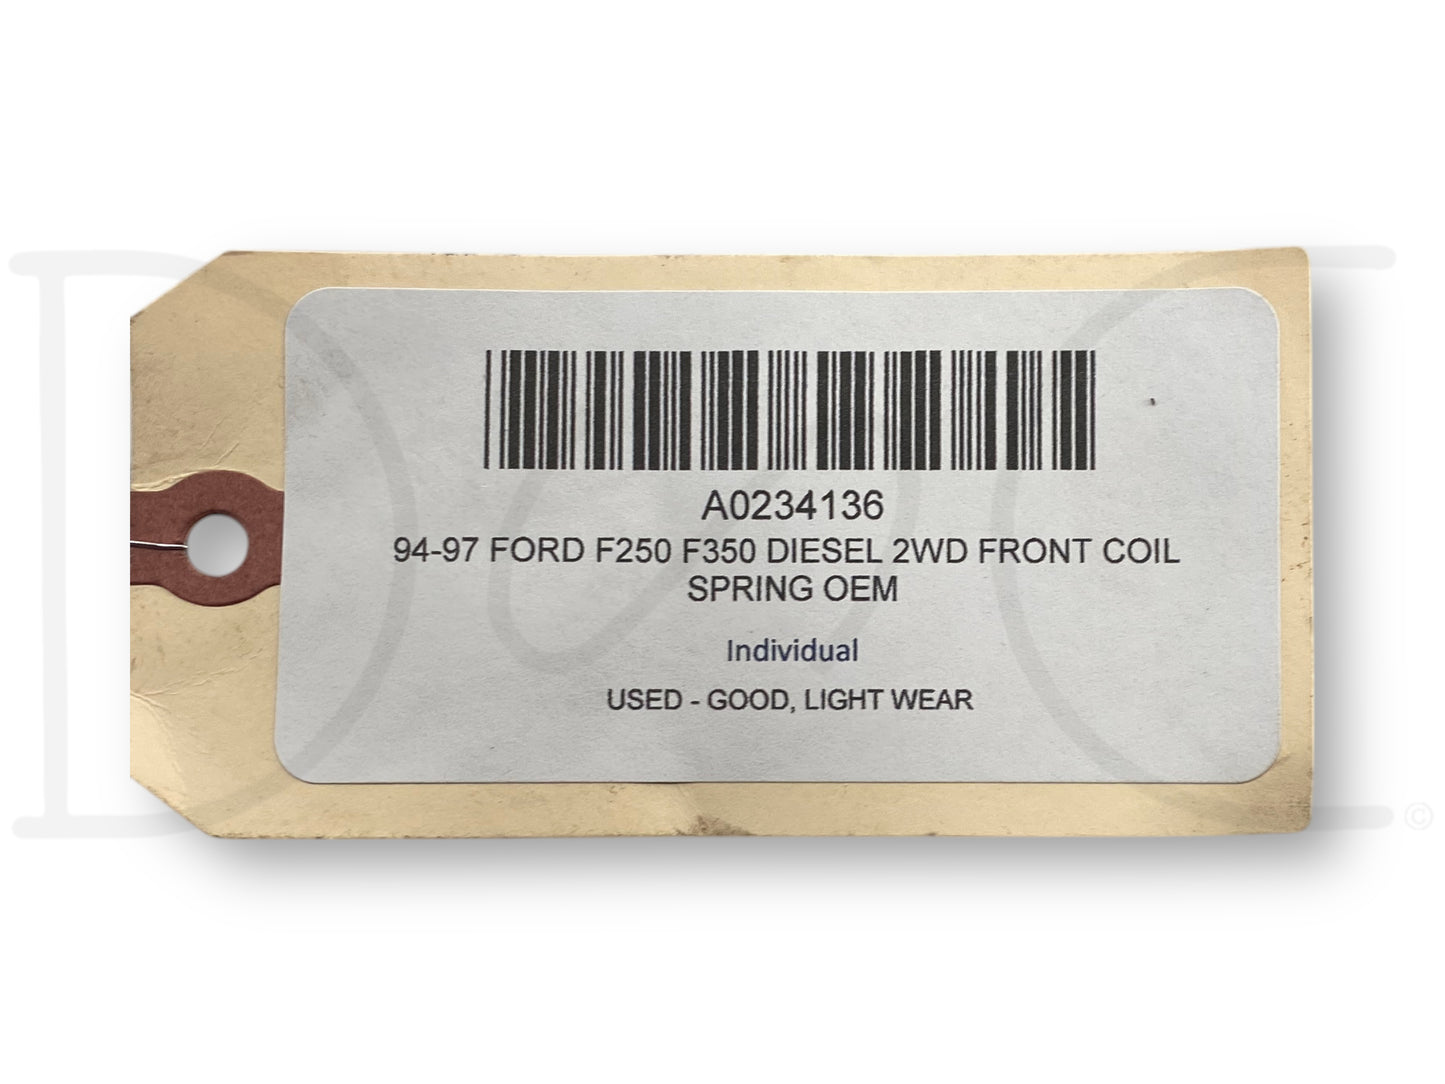 A0234136
94-97 FORD F250 F350 DIESEL 2WD FRONT COIL
SPRING OEM
Individual
USED - GOOD, LIGHT WEAR
©